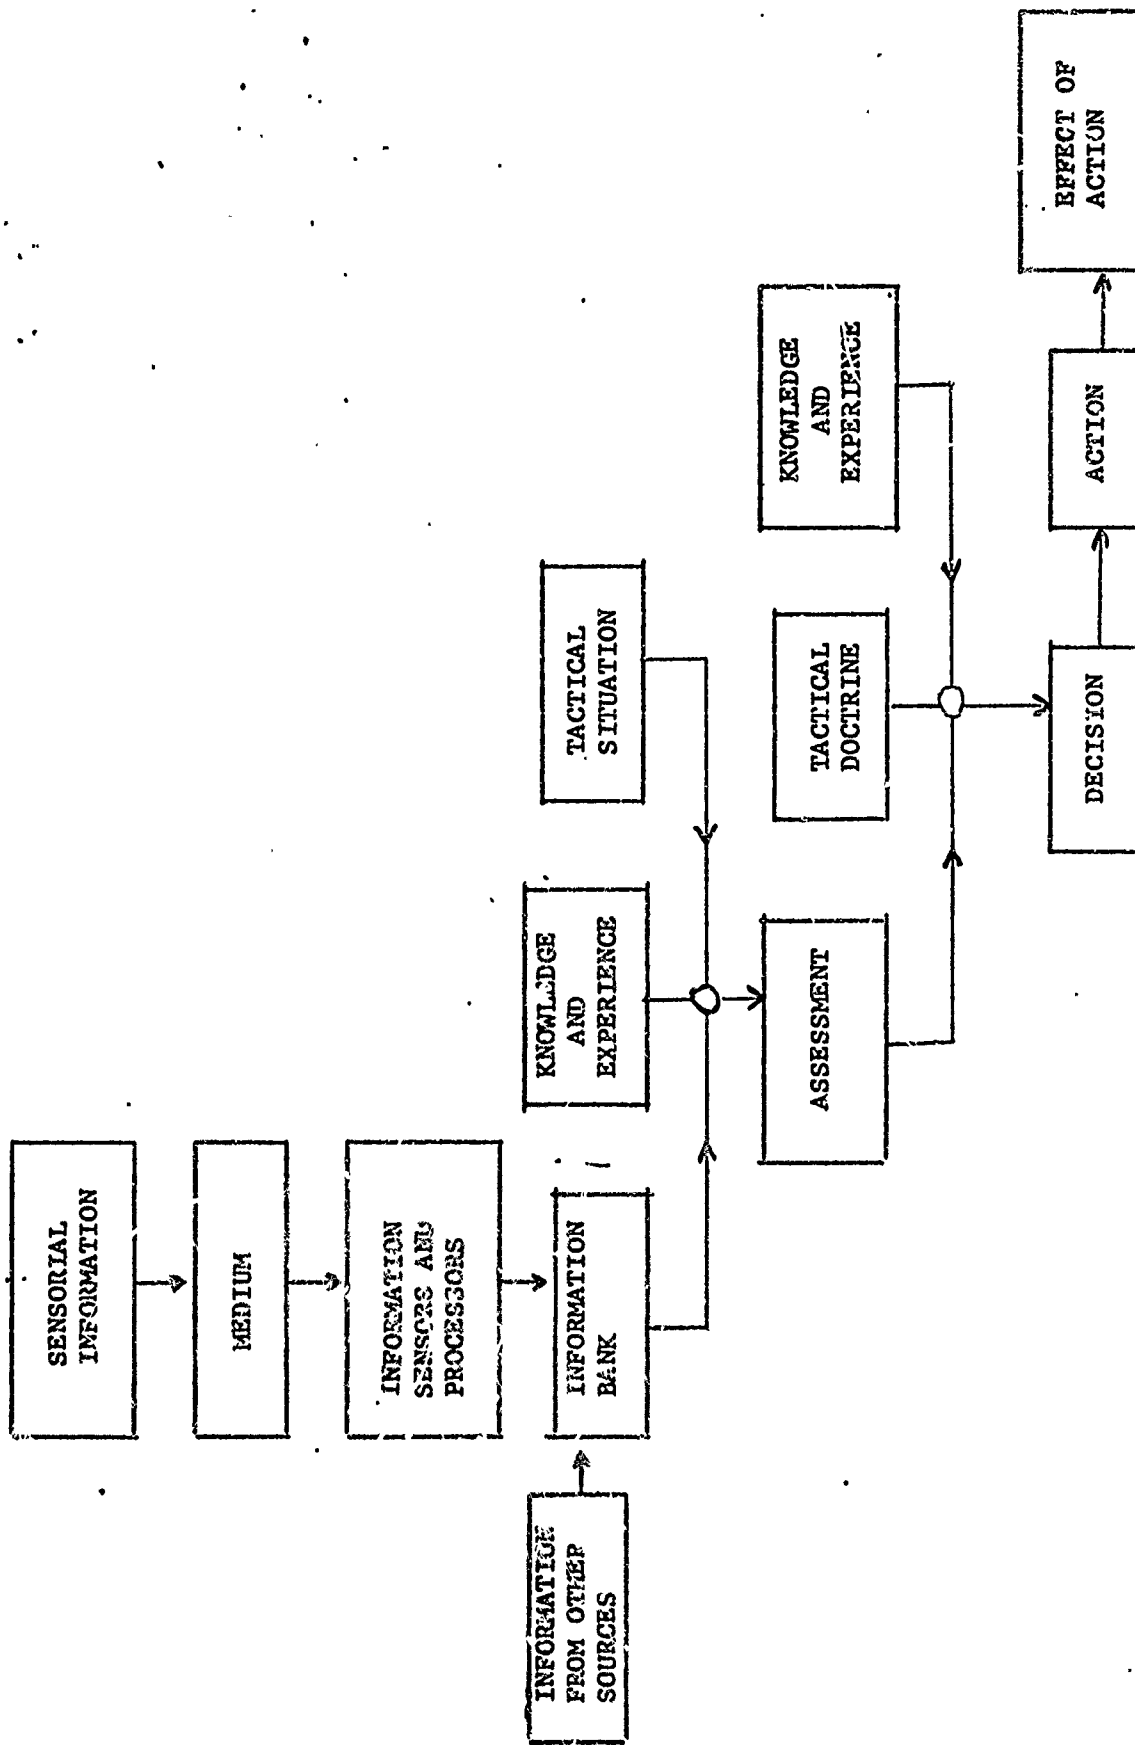 SENSORIAL
INFORMATION
MEDIUM
INFORMATION
SENSORS AND
PROCESSORS
INFORMATION
FROM OTHER
SOURCES
INFORMATION
BANK
KNOWLEDGE
AND
EXPERIENCE
TACTICAL
SITUATION
ASSESSMENT
TACTICAL
DOCTRINE
KNOWLEDGE
AND
EXPERIENCE
DECISION
ACTION
EFFECT OF
ACTION